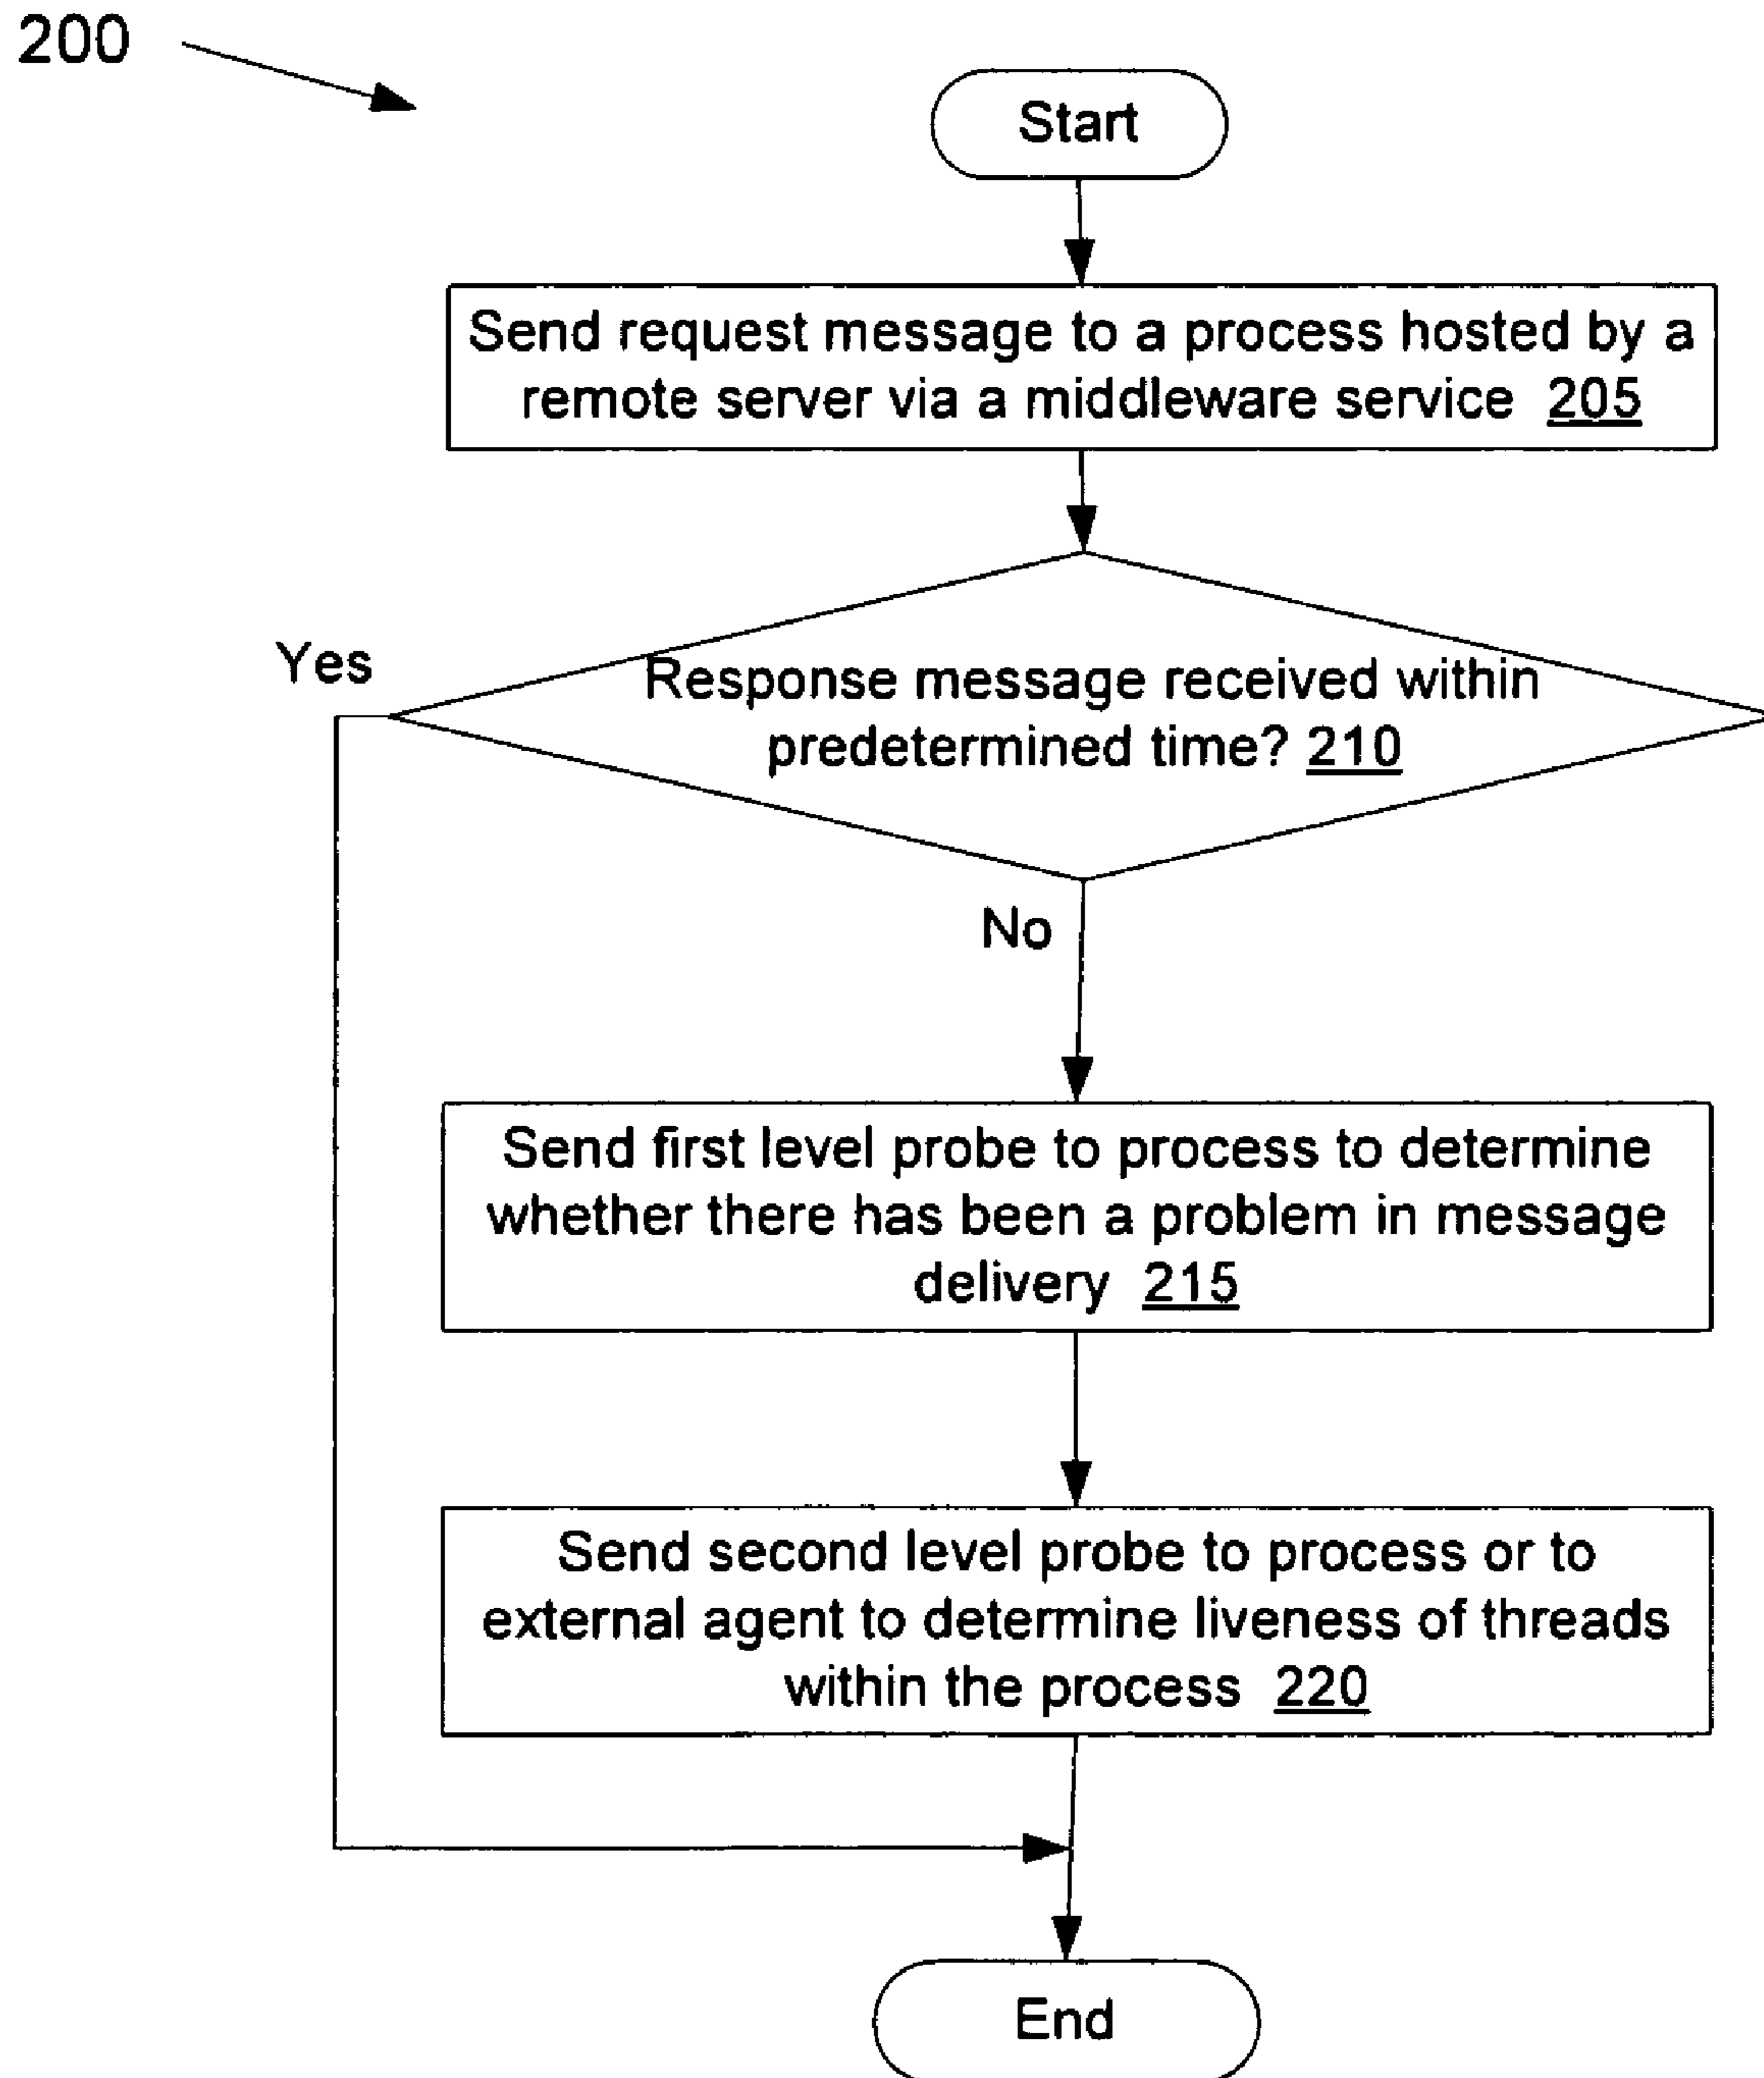 200
Start
Send request message to a process hosted by a
remote server via a middleware service 205
Yes
Response message received within
predetermined time? 210
No
Send first level probe to process to determine
whether there has been a problem in message
delivery 215
Send second level probe to process or to
external agent to determine liveness of threads
within the process 220
End